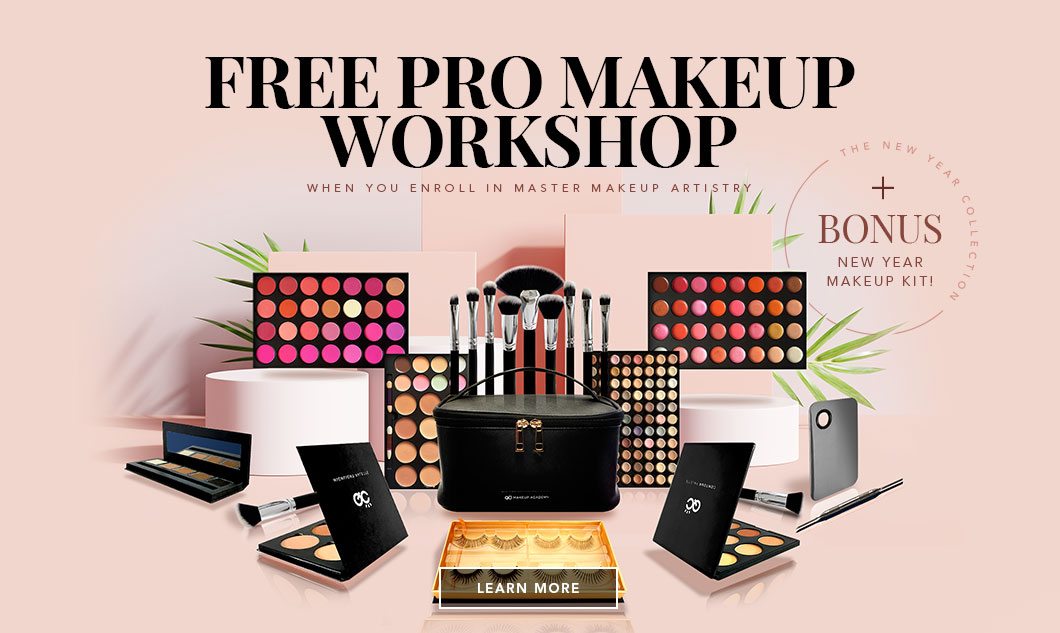 FREE PRO MAKEUP
WORKSHOP
WHEN YOU ENROLL IN MASTER MAKEUP ARTISTRY
THE NEW YEAR COLLECTION
+
BONUS
NEW YEAR
MAKEUP KIT!
QC MAKEUP ACADEMY
LEARN MORE